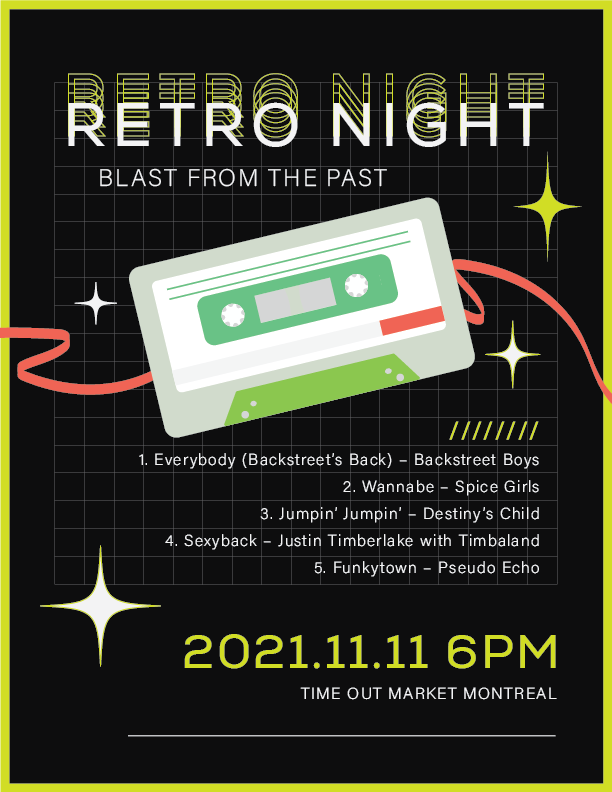 RETRO NIGHT
BLAST FROM THE PAST
////////
1. Everybody (Backstreet’s Back) – Backstreet Boys
2. Wannabe – Spice Girls
3. Jumpin’ Jumpin’ – Destiny’s Child
4. Sexyback – Justin Timberlake with Timbaland
5. Funkytown – Pseudo Echo
2021.11.11 6PM
TIME OUT MARKET MONTREAL